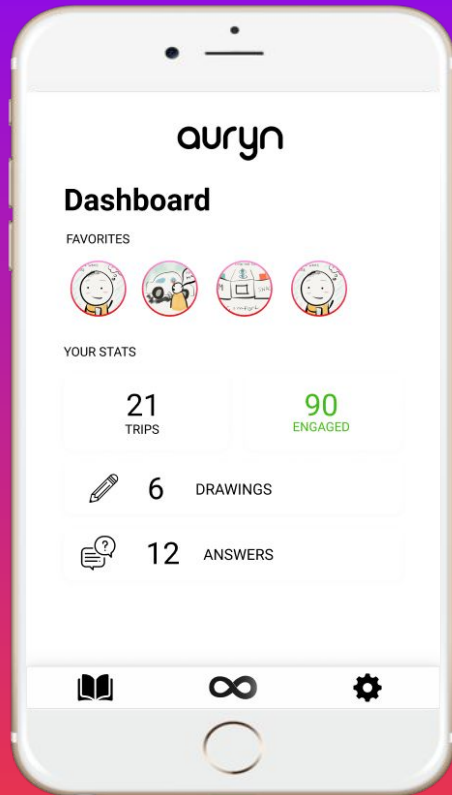 auryn
Dashboard
FAVORITES
YOUR STATS
21
TRIPS
90
ENGAGED
6 DRAWINGS
? 12 ANSWERS